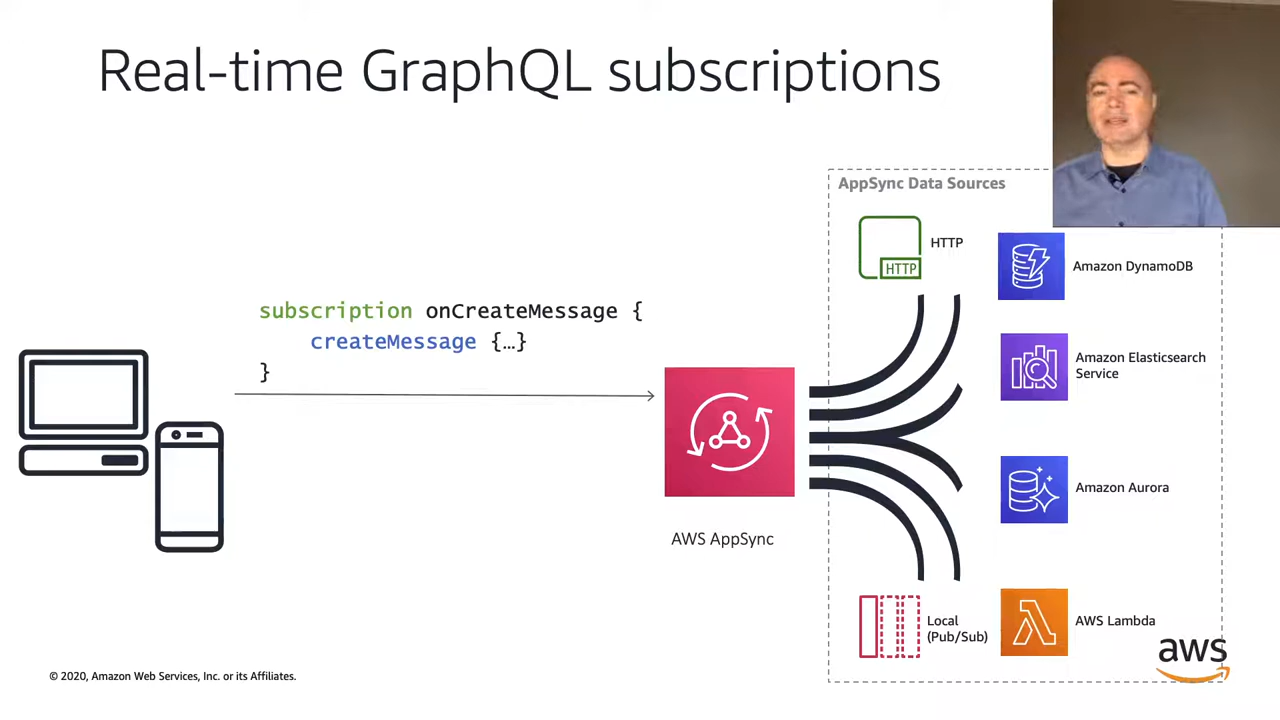 Real-time GraphQL subscriptions
AppSync Data Sources
HTTP
HTTP
Amazon DynamoDB
subscription onCreateMessage {
createMessage {…}
}
Amazon Elasticsearch
Service
Amazon Aurora
AWS AppSync
Local
(Pub/Sub)
AWS Lambda
aws
© 2020, Amazon Web Services, Inc. or its Affiliates.